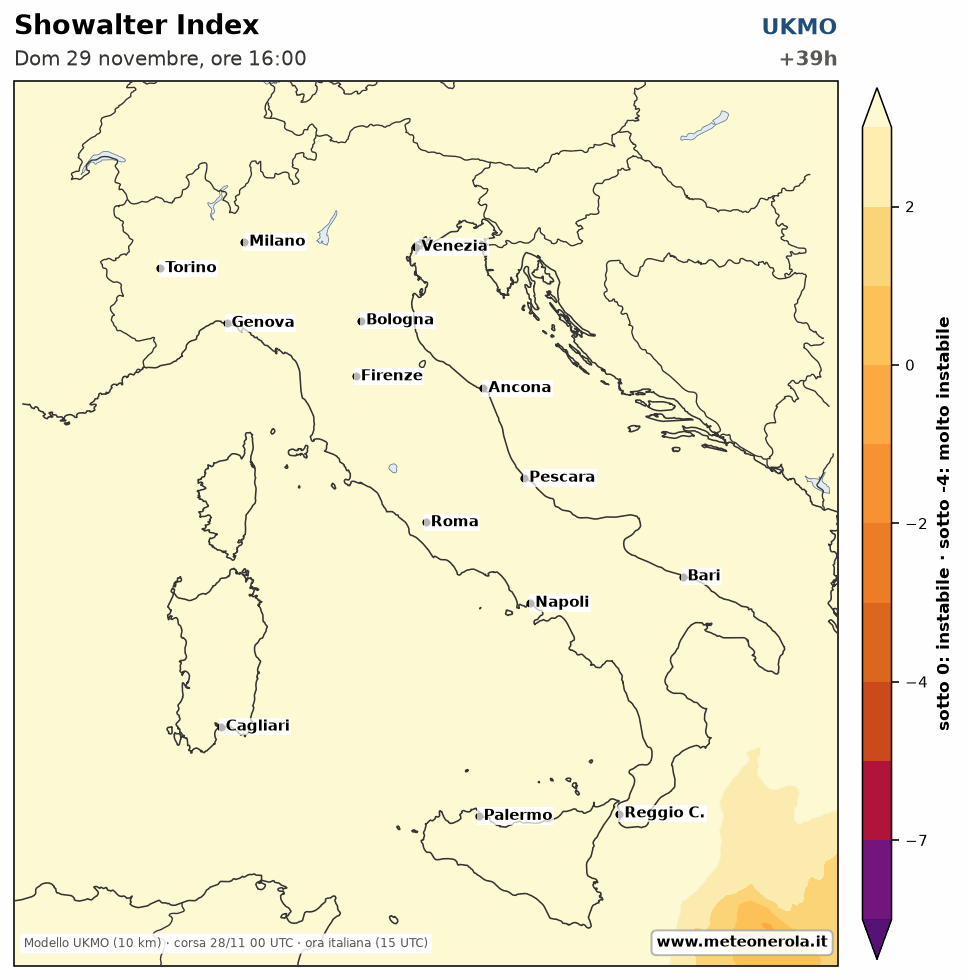 Showalter Index
UKMO
Dom 29 novembre, ore 16:00
+39h
Milano
Venezia
Torino
Genova
Bologna
Firenze
Ancona
Pescara
Roma
Bari
Napoli
Cagliari
Palermo
Reggio C.
2
0
−2
−4
−7
sotto 0: instabile · sotto -4: molto instabile
Modello UKMO (10 km) · corsa 28/11 00 UTC · ora italiana (15 UTC)
www.meteonerola.it